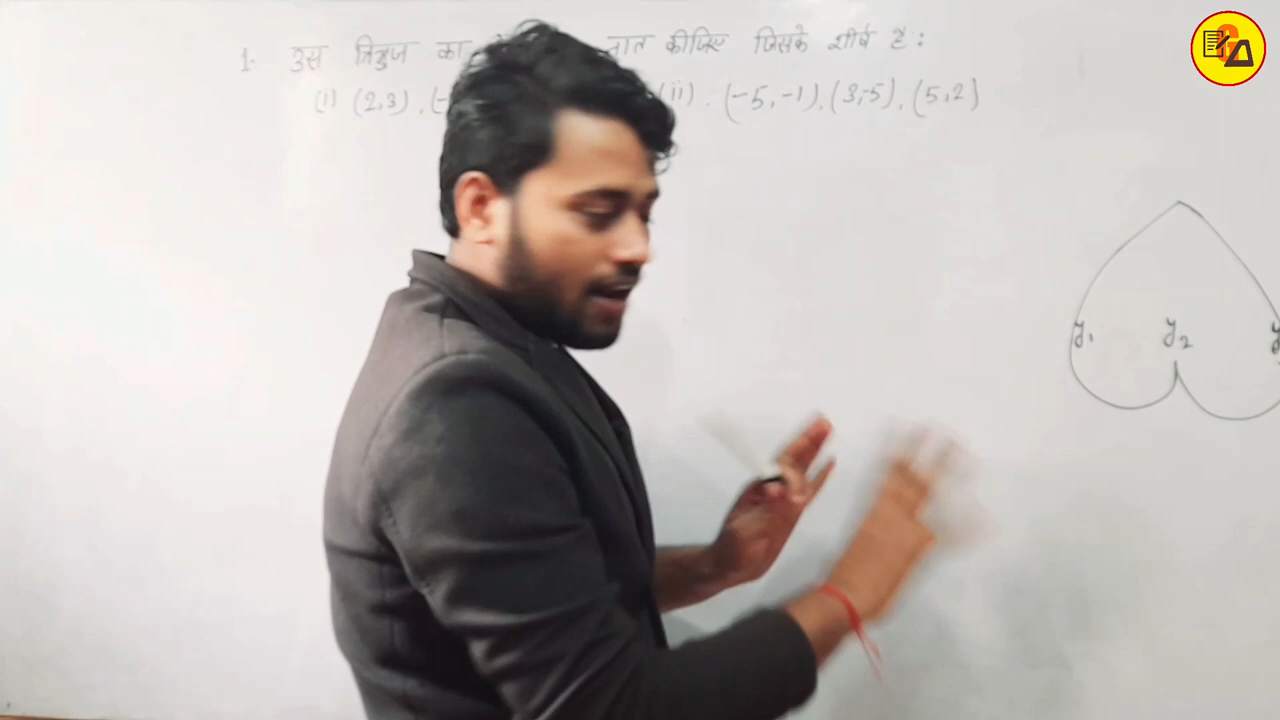 1. उस त्रिभुज का ज्ञात कीजिए जिसके शीर्ष हैं :
(i) (2,3), (- (ii). (-5,-1), (3,-5), (5,2)
y₁ y₂ y